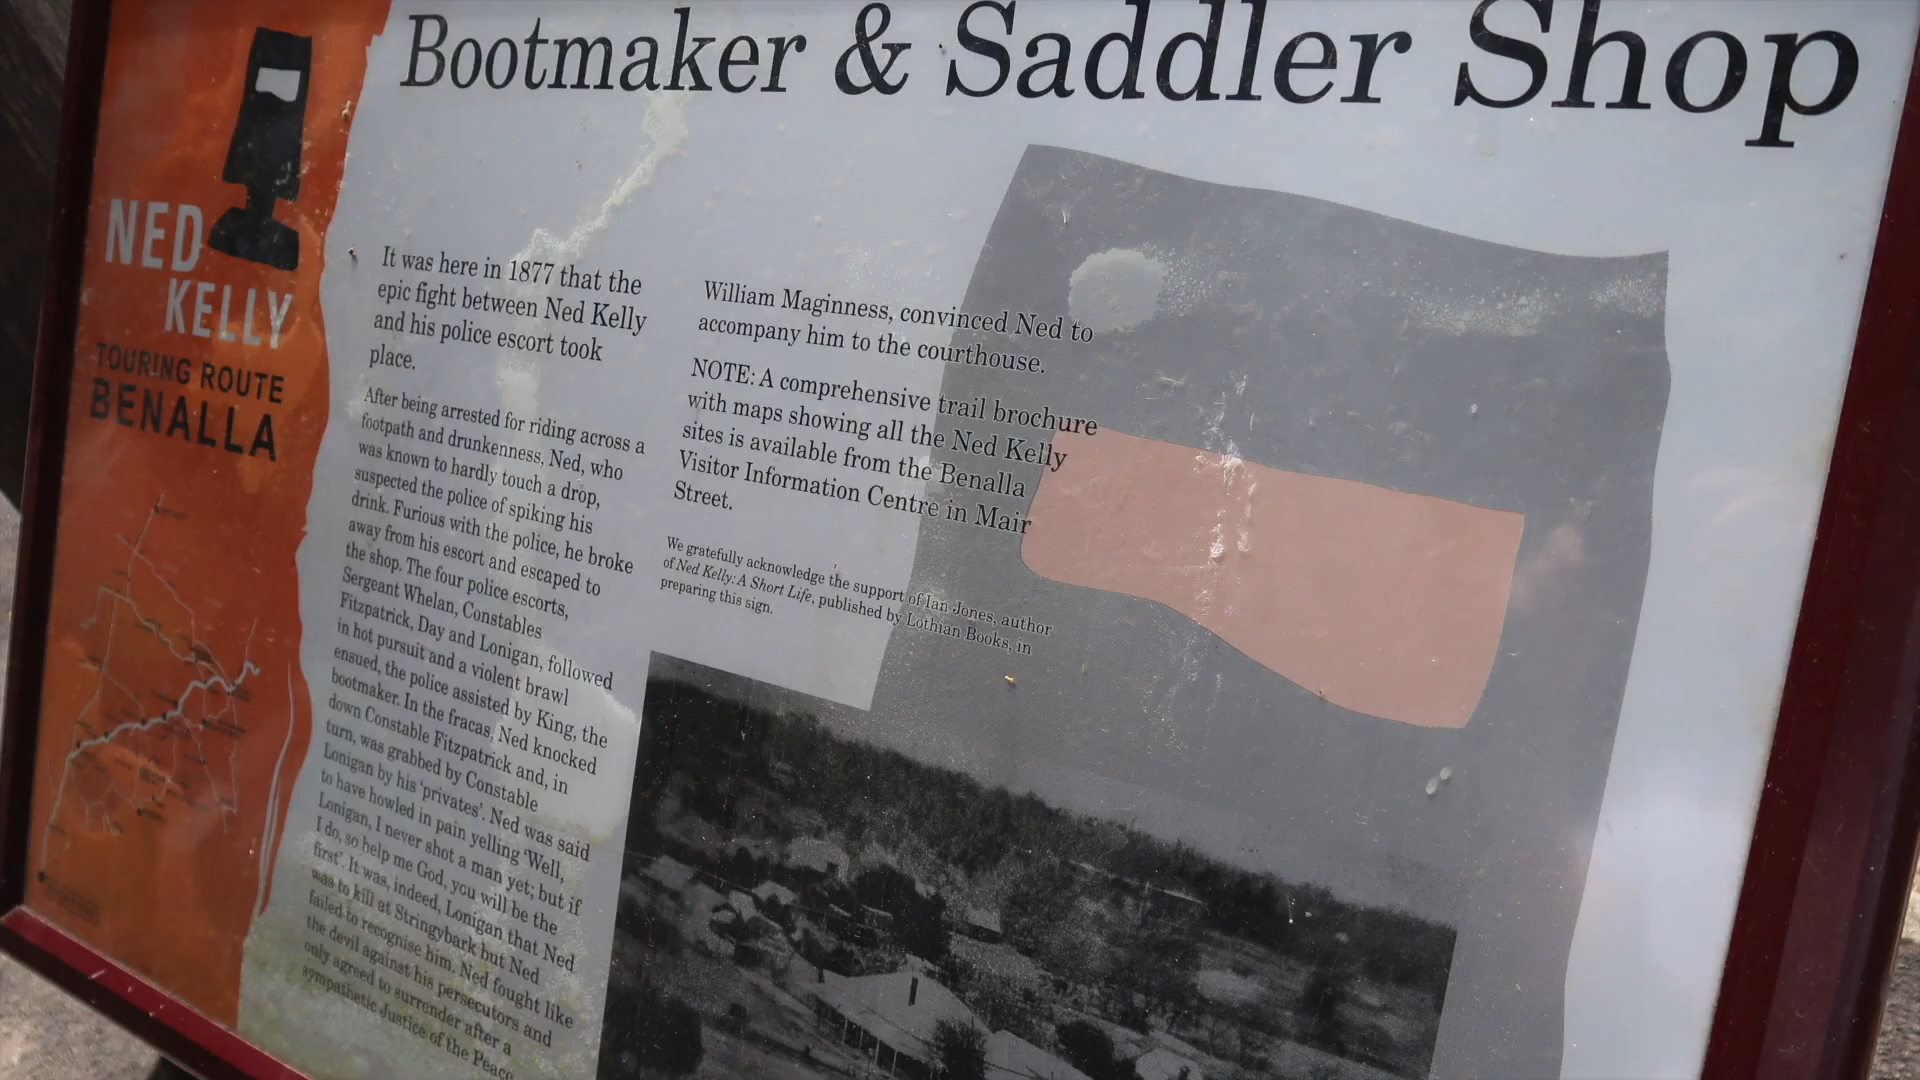 Bootmaker & Saddler Shop
NED
KELLY
TOURING ROUTE
BENALLA
It was here in 1877 that the
epic fight between Ned Kelly
and his police escort took
place.
After being arrested for riding across a
footpath and drunkenness, Ned, who
was known to hardly touch a drop,
suspected the police of spiking his
drink. Furious with the police, he broke
away from his escort and escaped to
the shop. The four police escorts,
Sergeant Whelan, Constables
Fitzpatrick, Day and Lonigan, followed
in hot pursuit and a violent brawl
ensued, the police assisted by King, the
bootmaker. In the fracas, Ned knocked
down Constable Fitzpatrick and, in
turn, was grabbed by Constable
Lonigan by his 'privates'. Ned was said
to have howled in pain yelling 'Well,
Lonigan, I never shot a man yet; but if
I do, so help me God, you will be the
first'. It was, indeed, Lonigan that Ned
was to kill at Stringybark but Ned
failed to recognise him. Ned fought like
the devil against his persecutors and
only agreed to surrender after a
sympathetic Justice of the Peace
William Maginness, convinced Ned to
accompany him to the courthouse.
NOTE: A comprehensive trail brochure
with maps showing all the Ned Kelly
sites is available from the Benalla
Visitor Information Centre in Mair
Street.
We gratefully acknowledge the support of Ian Jones, author
of Ned Kelly: A Short Life, published by Lothian Books, in
preparing this sign.